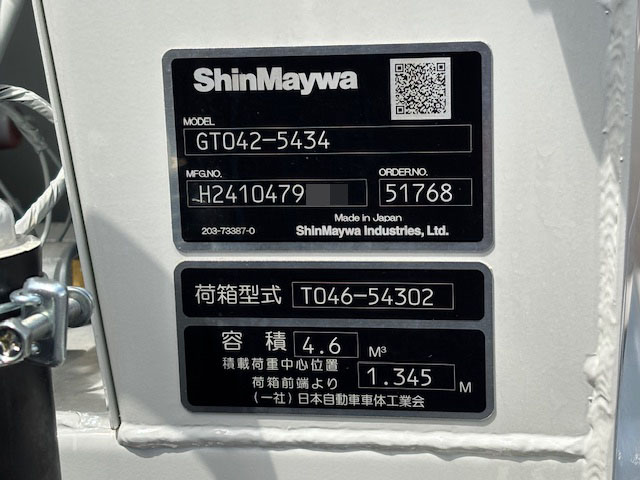 ShinMaywa
MODEL
GT042-5434
MFG.NO. ORDER.NO.
H2410479 51768
Made in Japan
203-73387-0 ShinMaywa Industries, Ltd.
荷箱型式 T046-54302
容積 4.6 M³
積載荷重中心位置
荷箱前端より 1.345 M
(一社)日本自動車車体工業会